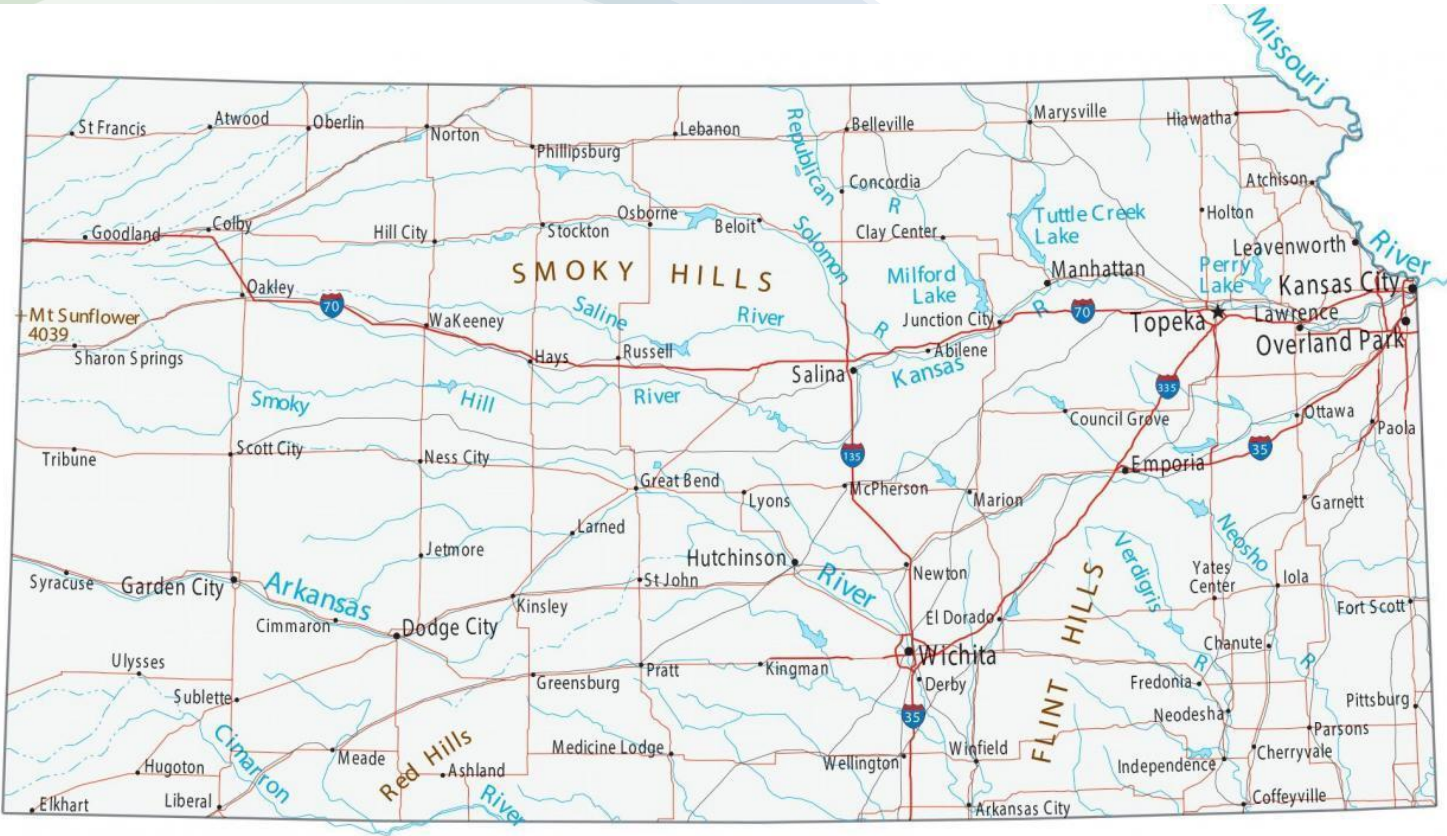 Missouri
St Francis
Atwood
Oberlin
Norton
Phillipsburg
Lebanon
Republican
Belleville
Marysville
Hiawatha
Concordia
R
Atchison
Goodland
Colby
Hill City
Stockton
Osborne
Beloit
Solomon
Clay Center
Tuttle Creek
Lake
Holton
Leavenworth
River
Oakley
70
SMOKY HILLS
Milford
Lake
Manhattan
Perry
Lake
Kansas City
+Mt Sunflower
4039
Sharon Springs
WaKeeney
Saline
River
R
Junction City
R
70
Topeka
Lawrence
Overland Park
Hays
Russell
Salina
Abilene
Kansas
335
Smoky
Hill
River
Council Grove
Ottawa
Paola
Tribune
Scott City
Ness City
135
Emporia
35
Great Bend
Lyons
McPherson
Marion
Garnett
Larned
Neosho
Jetmore
Hutchinson
Verdigris
Syracuse
Garden City
Arkansas
St John
River
Newton
Yates
Center
Iola
Kinsley
Fort Scott
Cimmaron
Dodge City
El Dorado
FLINT HILLS
Chanute
Ulysses
Wichita
R
R
Greensburg
Pratt
Kingman
Derby
Fredonia
Sublette
35
Neodesha
Pittsburg
Cimarron
Parsons
Meade
Red Hills
Medicine Lodge
Winfield
Cherryvale
Hugoton
Ashland
Wellington
Independence
Elkhart
Liberal
River
Arkansas City
Coffeyville